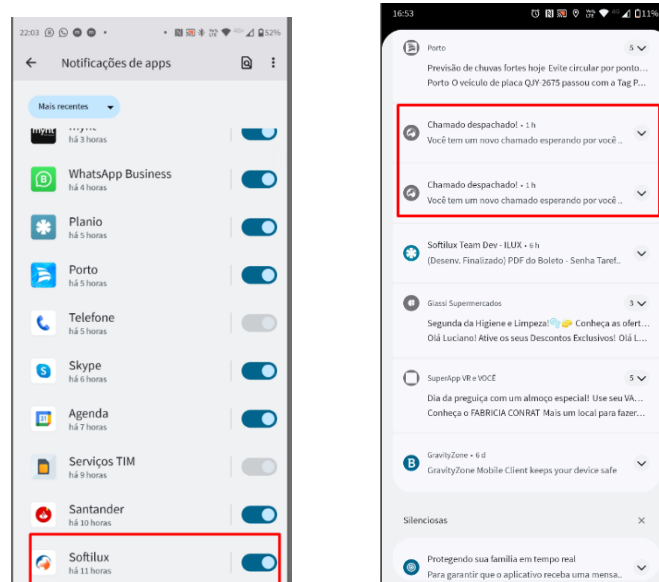 22:03
52%
Notificações de apps
Mais recentes
mynt
há 3 horas
WhatsApp Business
há 4 horas
Planio
há 5 horas
Porto
há 5 horas
Telefone
há 5 horas
Skype
há 6 horas
Agenda
há 7 horas
Serviços TIM
há 9 horas
Santander
há 10 horas
Softilux
há 11 horas
16:53
11%
Porto
5
Previsão de chuvas fortes hoje Evite circular por ponto...
Porto O veículo de placa QJY-2675 passou com a Tag P...
Chamado despachado! • 1 h
Você tem um novo chamado esperando por você ..
Chamado despachado! • 1 h
Você tem um novo chamado esperando por você ..
Softilux Team Dev - ILUX • 6 h
(Desenv. Finalizado) PDF do Boleto - Senha Taref..
Giassi Supermercados
3
Segunda da Higiene e Limpeza!🫧🧽 Conheça as ofert...
Olá Luciano! Ative os seus Descontos Exclusivos! Olá L...
SuperApp VR e VOCÊ
5
Dia da preguiça com um almoço especial! Use seu VA...
Conheça o FABRICIA CONRAT Mais um local para fazer...
GravityZone • 6 d
GravityZone Mobile Client keeps your device safe
Silenciosas
Protegendo sua família em tempo real
Para garantir que o aplicativo receba uma mensa..